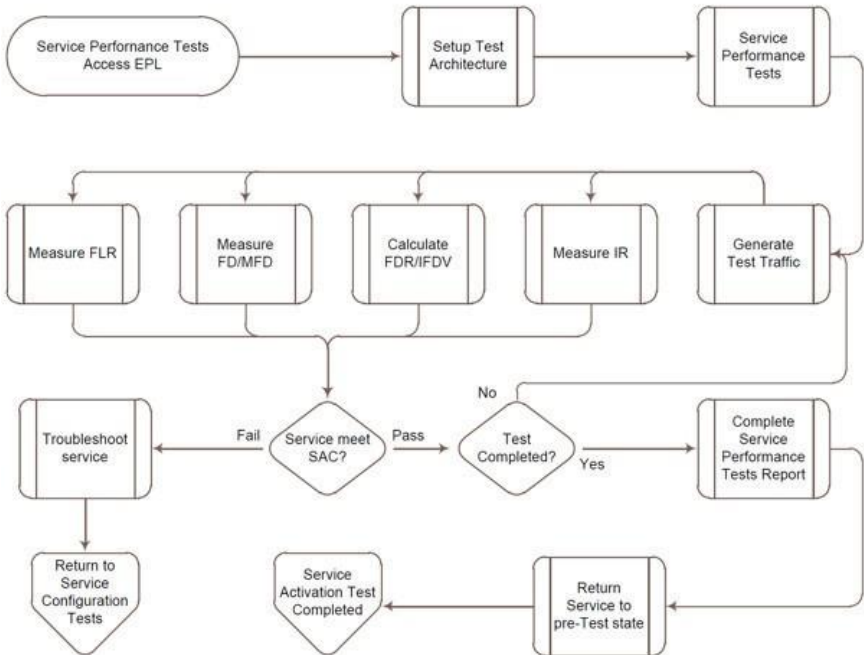 Service Perfornance Tests
Access EPL
Setup Test
Architecture
Service
Performance
Tests
Measure FLR
Measure
FD/MFD
Calculate
FDR/IFDV
Measure IR
Generate
Test Traffic
No
Troubleshoot
service
Fail
Service meet
SAC?
Pass
Test
Completed?
Yes
Complete
Service
Performance
Tests Report
Return to
Service
Configuration
Tests
Service
Activation Test
Completed
Return
Service to
pre-Test state